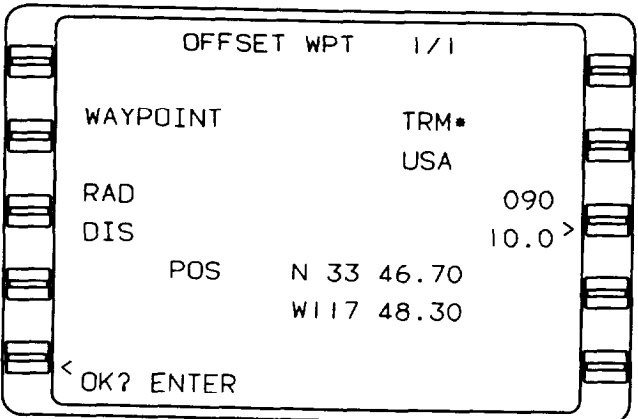 OFFSET WPT 1/1
WAYPOINT TRM*
USA
RAD 090
DIS 10.0 >
POS N 33 46.70
W117 48.30
< OK? ENTER